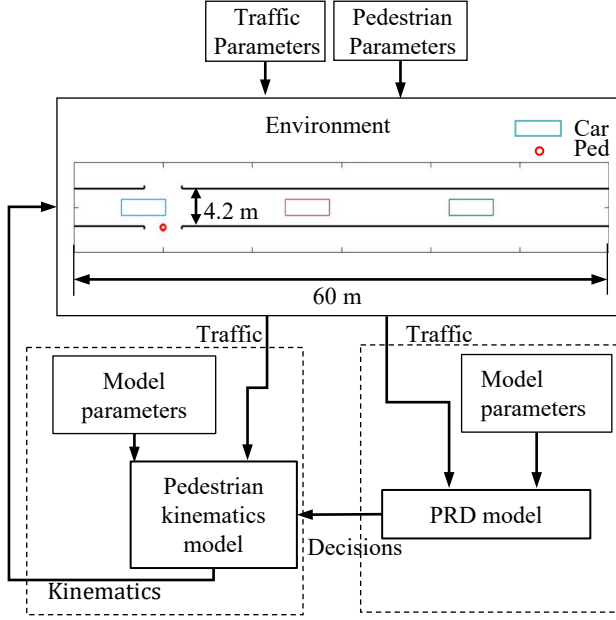 Traffic
Parameters
Pedestrian
Parameters
Environment
Car
Ped
4.2 m
60 m
Traffic
Traffic
Model
parameters
Model
parameters
Pedestrian
kinematics
model
PRD model
Decisions
Kinematics